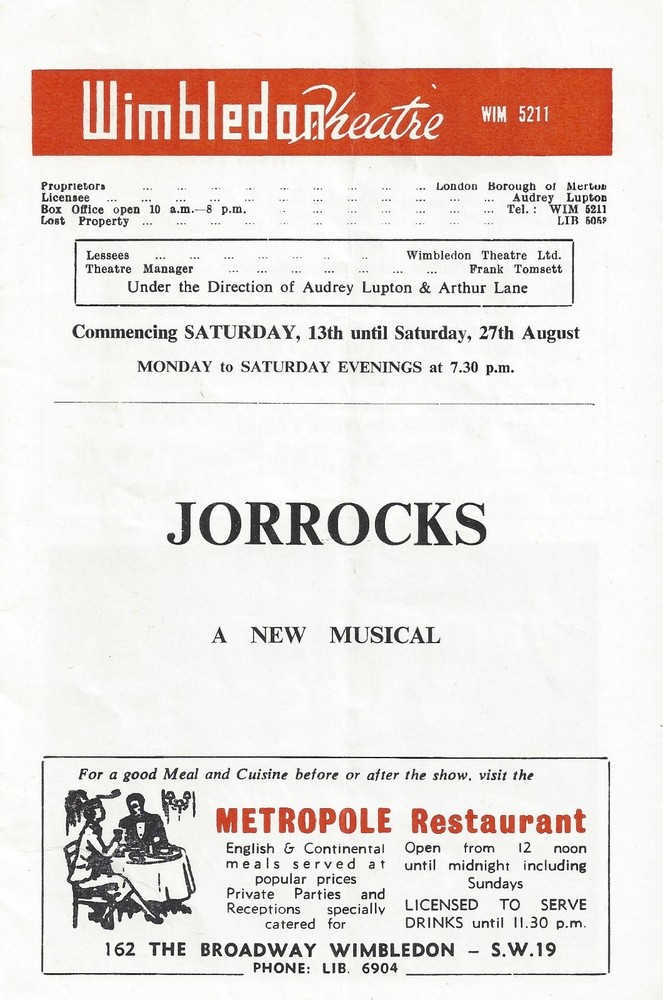 Wimbledon Theatre WIM 5211
Proprietors ... ... ... ... ... ... ... ... London Borough of Merton
Licensee ... ... ... ... ... ... ... ... ... ... ... Audrey Lupton
Box Office open 10 a.m.—8 p.m. . ... ... ... ... ... ... Tel. : WIM 5211
Lost Property ... ... ... ... ... ... ... ... ... ... ... LIB
Lessees ... ... ... ... ... .. .. Wimbledon Theatre Ltd.
Theatre Manager ... ... ... ... ... ... ... Frank Tomsett
Under the Direction of Audrey Lupton & Arthur Lane
Commencing SATURDAY, 13th until Saturday, 27th August
MONDAY to SATURDAY EVENINGS at 7.30 p.m.
JORROCKS
A NEW MUSICAL
For a good Meal and Cuisine before or after the show, visit the
METROPOLE Restaurant
English & Continental
meals served at
popular prices
Private Parties and
Receptions specially
catered for
Open from 12 noon
until midnight including
Sundays
LICENSED TO SERVE
DRINKS until 11.30 p.m.
162 THE BROADWAY WIMBLEDON – S.W.19
PHONE: LIB. 6904